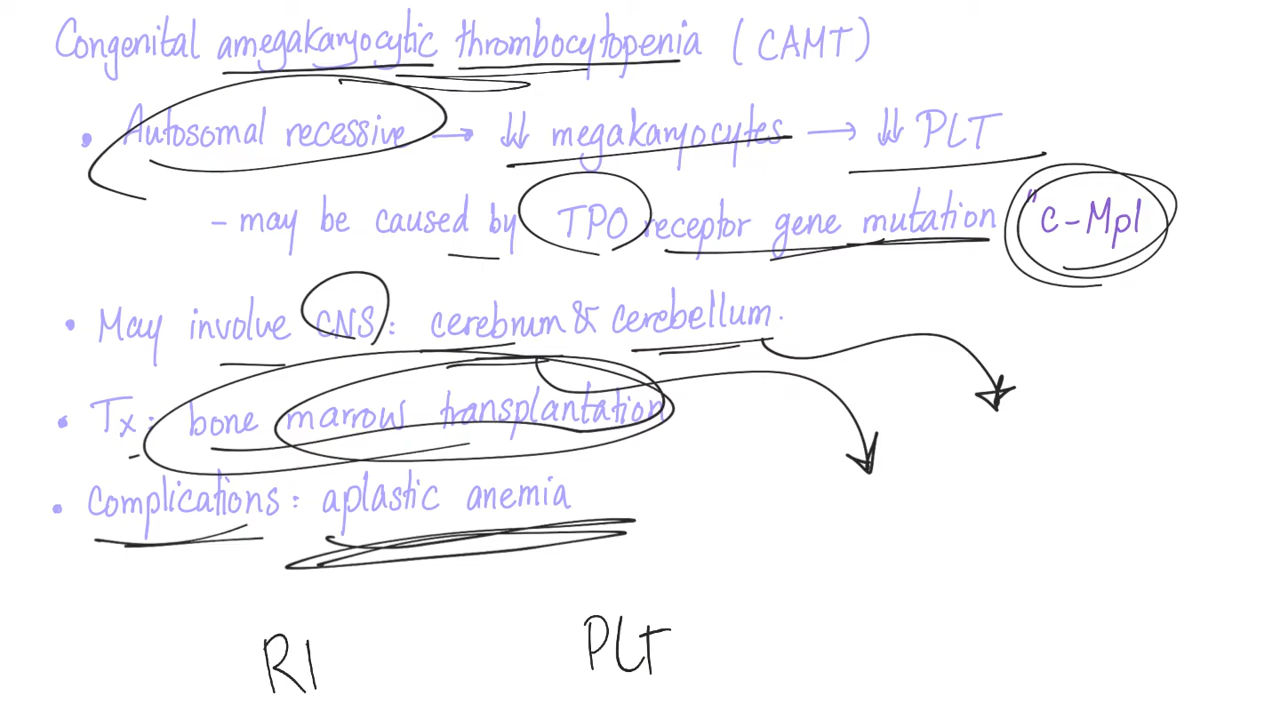 Congenital amegakaryocytic thrombocytopenia (CAMT)
• Autosomal recessive → ↓↓ megakaryocytes → ↓↓ PLT
- may be caused by TPO receptor gene mutation "c-Mpl
• May involve CNS: cerebrum & cerebellum.
• Tx: bone marrow transplantation
• Complications: aplastic anemia
RI PLT